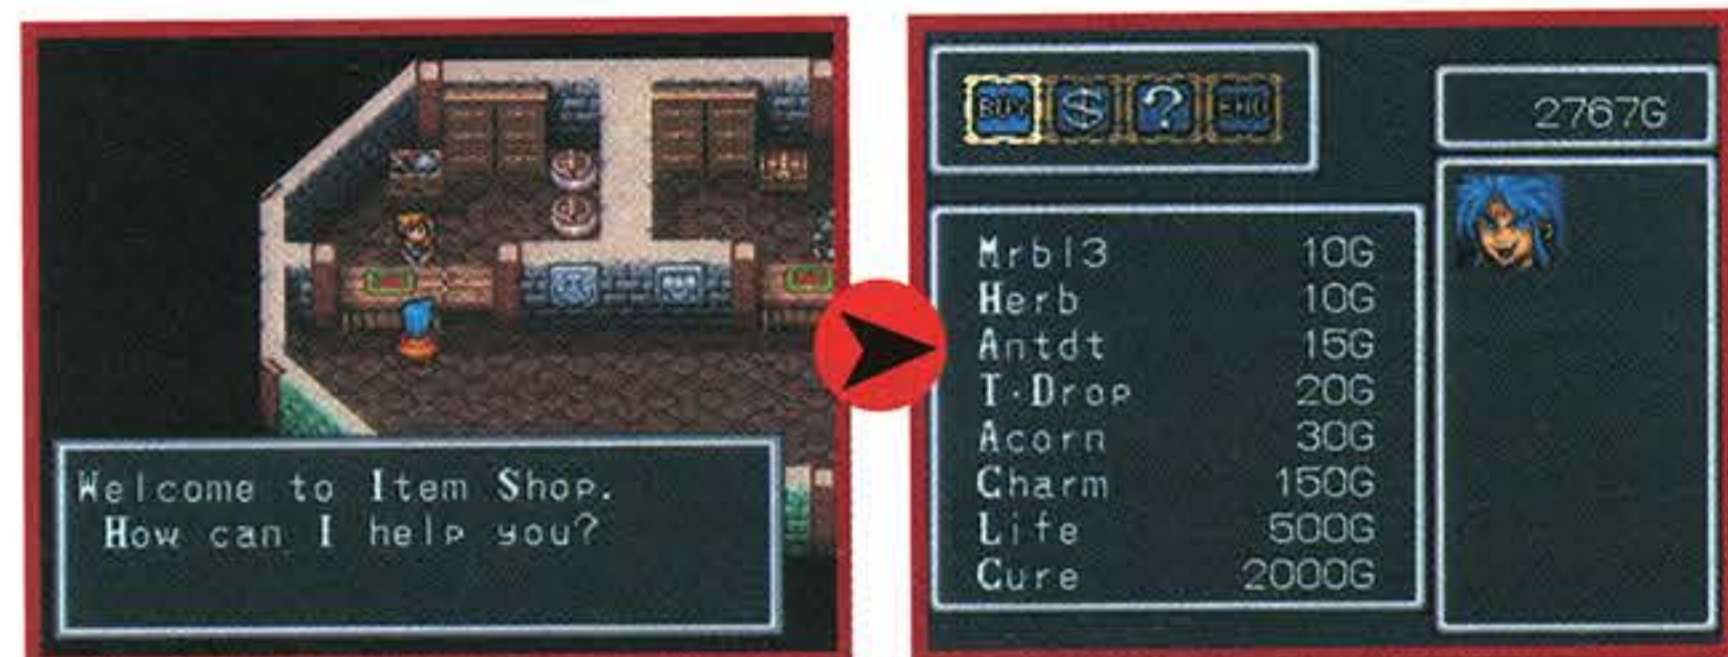 Welcome to Item Shop.
How can I help you?
BUY $ ? END
2767G
Mrbl3 10G
Herb 10G
Antdt 15G
T·Drop 20G
Acorn 30G
Charm 150G
Life 500G
Cure 2000G